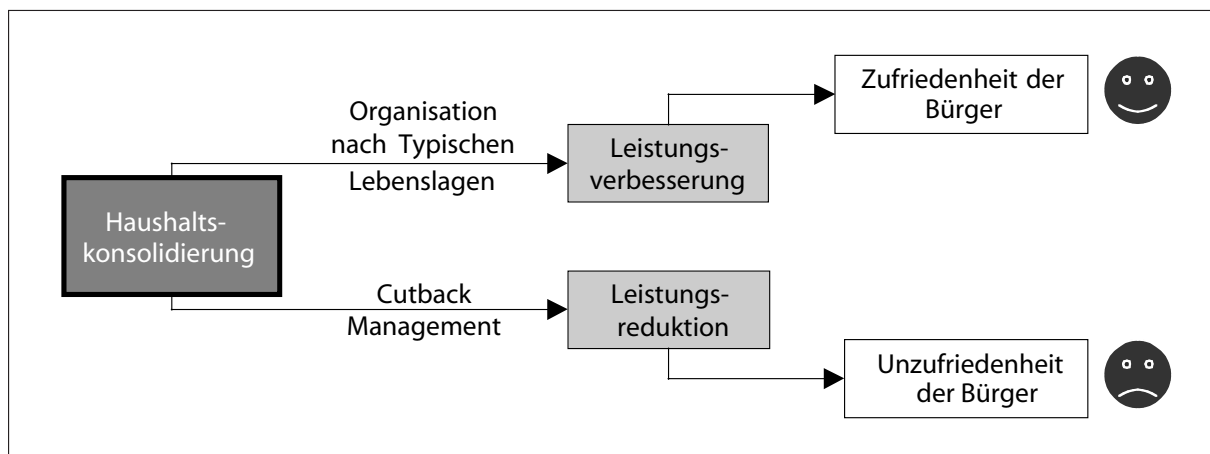 Zufriedenheit der
Bürger
Organisation
nach Typischen
Lebenslagen
Leistungs-
verbesserung
Haushalts-
konsolidierung
Cutback
Management
Leistungs-
reduktion
Unzufriedenheit
der Bürger